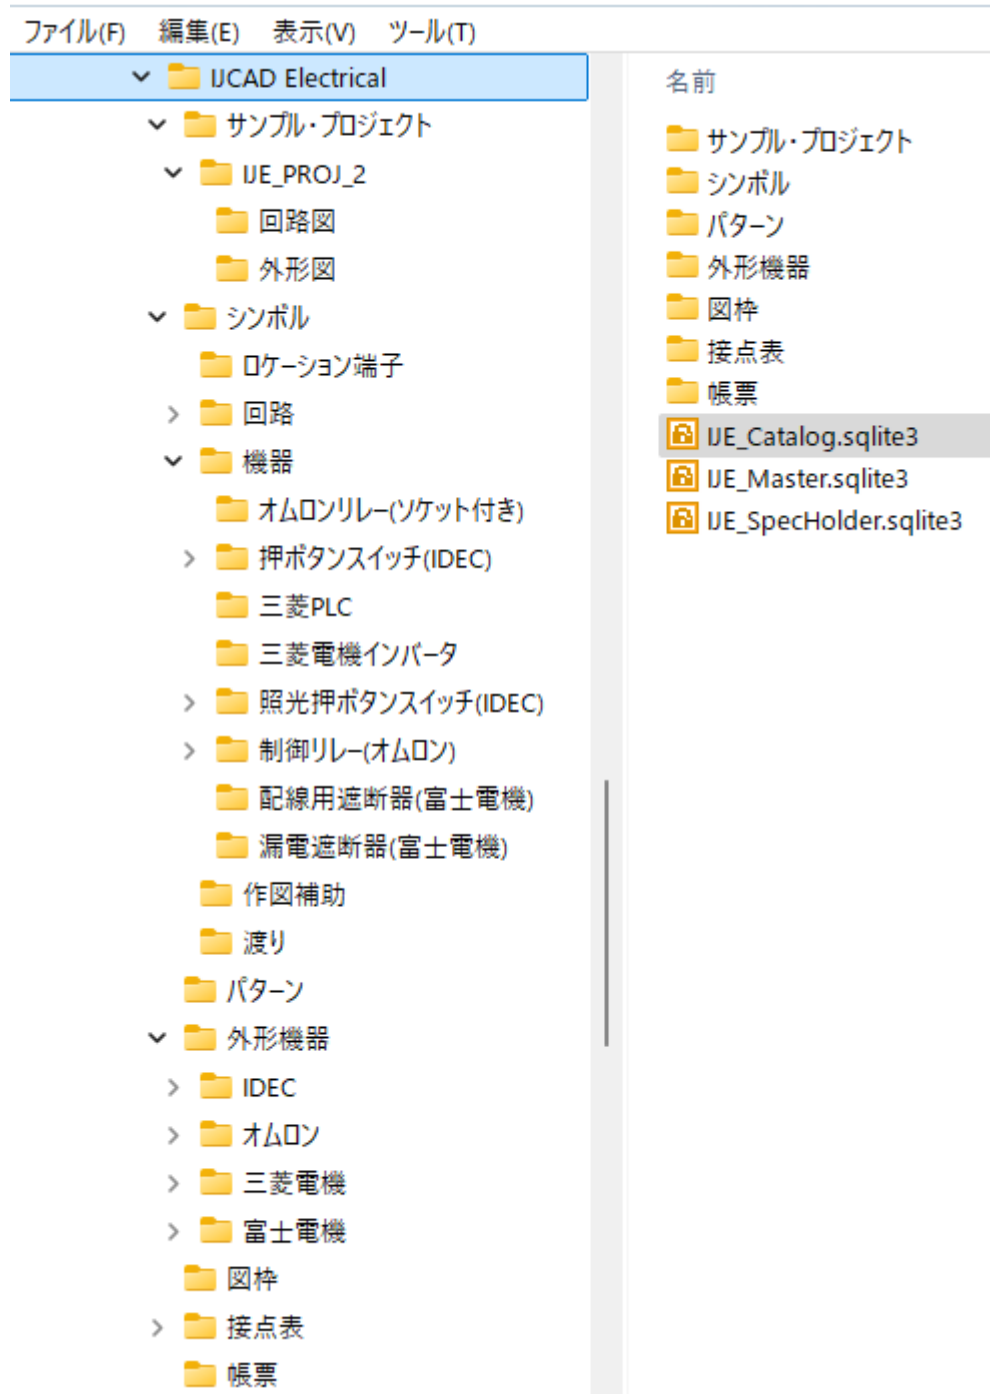 ファイル(F) 編集(E) 表示(V) ツール(T)
IJCAD Electrical
サンプル・プロジェクト
IJE_PROJ_2
回路図
外形図
シンボル
ロケーション端子
回路
機器
オムロンリレー(ソケット付き)
押ボタンスイッチ(IDEC)
三菱PLC
三菱電機インバータ
照光押ボタンスイッチ(IDEC)
制御リレー(オムロン)
配線用遮断器(富士電機)
漏電遮断器(富士電機)
作図補助
渡り
パターン
外形機器
IDEC
オムロン
三菱電機
富士電機
図枠
接点表
帳票
名前
サンプル・プロジェクト
シンボル
パターン
外形機器
図枠
接点表
帳票
IJE_Catalog.sqlite3
IJE_Master.sqlite3
IJE_SpecHolder.sqlite3